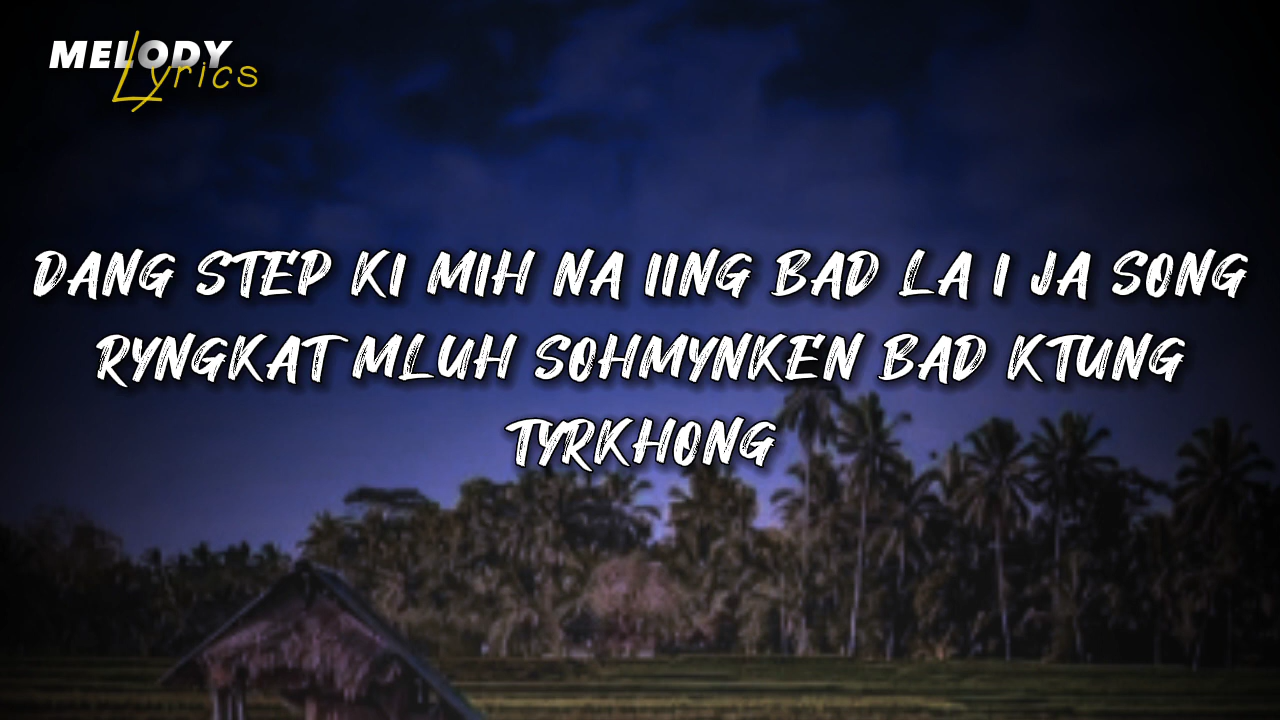 MELODY
Lyrics
DANG STEP KI MIH NA IING BAD LA I JA SONG
RYNGKAT MLUH SOHMYNKEN BAD KTUNG
TYRKHONG